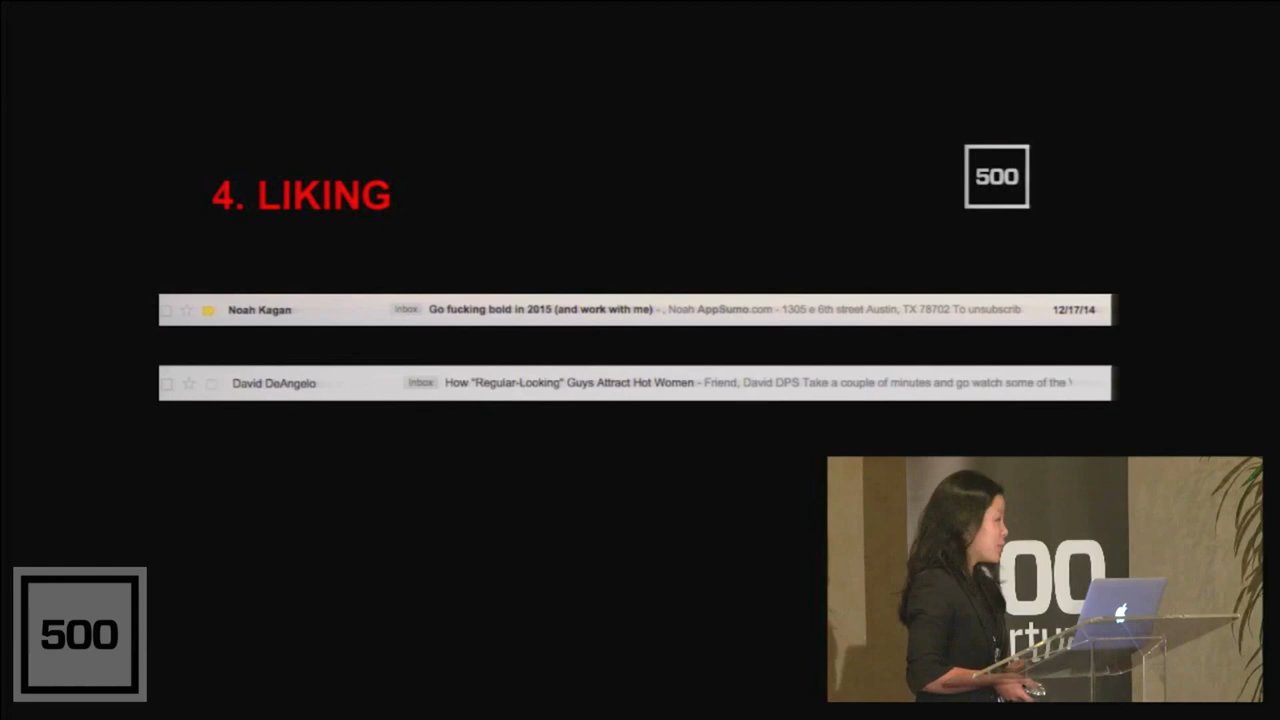 4. LIKING
500
Noah Kagan Inbox Go fucking bold in 2015 (and work with me) - , Noah AppSumo.com - 1305 e 6th street Austin, TX 78702 To unsubscrib 12/17/14
David DeAngelo Inbox How "Regular-Looking" Guys Attract Hot Women - Friend, David DPS Take a couple of minutes and go watch some of the
00
rtu
500